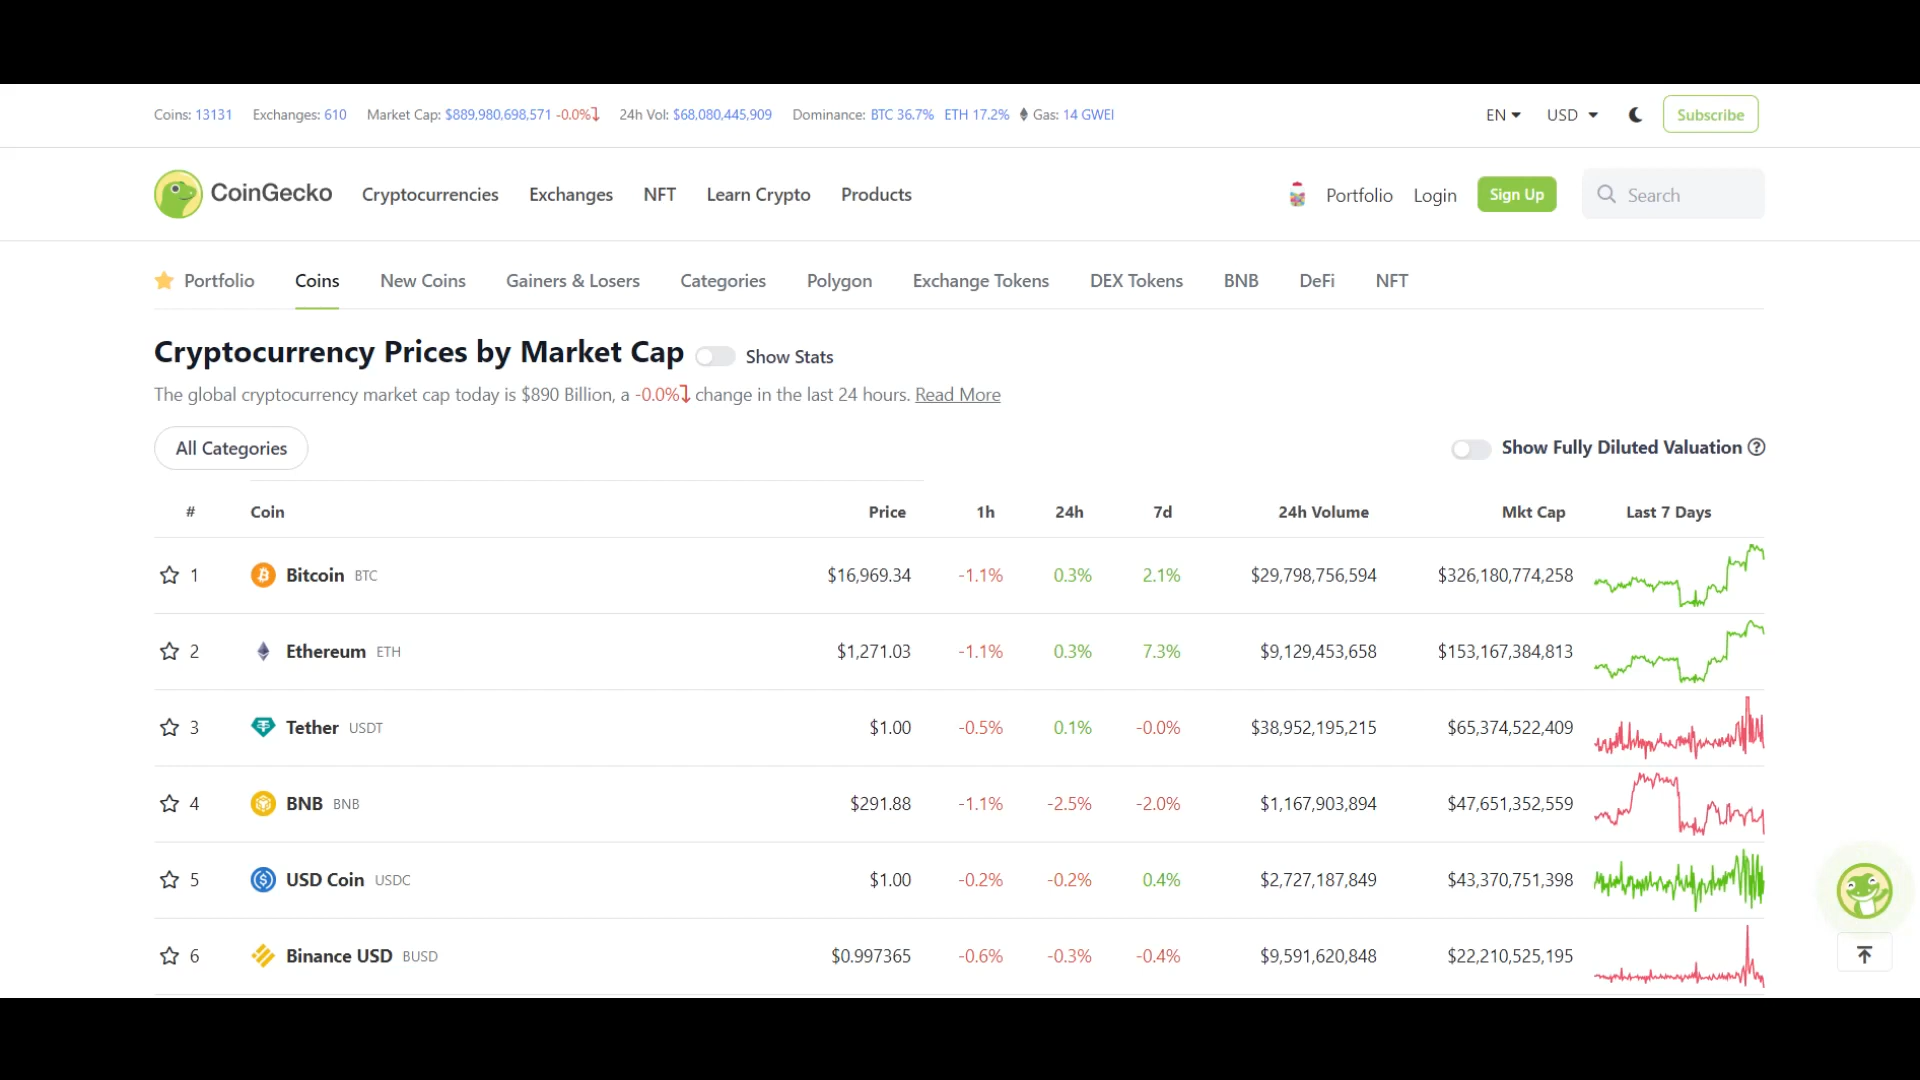 Coins: 13131 Exchanges: 610 Market Cap: $889,980,698,571 -0.0% 24h Vol: $68,080,445,909 Dominance: BTC 36.7% ETH 17.2% Gas: 14 GWEI EN USD Subscribe
CoinGecko Cryptocurrencies Exchanges NFT Learn Crypto Products Portfolio Login Sign Up Search
Portfolio Coins New Coins Gainers & Losers Categories Polygon Exchange Tokens DEX Tokens BNB DeFi NFT
Cryptocurrency Prices by Market Cap Show Stats
The global cryptocurrency market cap today is $890 Billion, a -0.0% change in the last 24 hours. Read More
All Categories Show Fully Diluted Valuation ?
# Coin Price 1h 24h 7d 24h Volume Mkt Cap Last 7 Days
1 Bitcoin BTC $16,969.34 -1.1% 0.3% 2.1% $29,798,756,594 $326,180,774,258
2 Ethereum ETH $1,271.03 -1.1% 0.3% 7.3% $9,129,453,658 $153,167,384,813
3 Tether USDT $1.00 -0.5% 0.1% -0.0% $38,952,195,215 $65,374,522,409
4 BNB BNB $291.88 -1.1% -2.5% -2.0% $1,167,903,894 $47,651,352,559
5 USD Coin USDC $1.00 -0.2% -0.2% 0.4% $2,727,187,849 $43,370,751,398
6 Binance USD BUSD $0.997365 -0.6% -0.3% -0.4% $9,591,620,848 $22,210,525,195